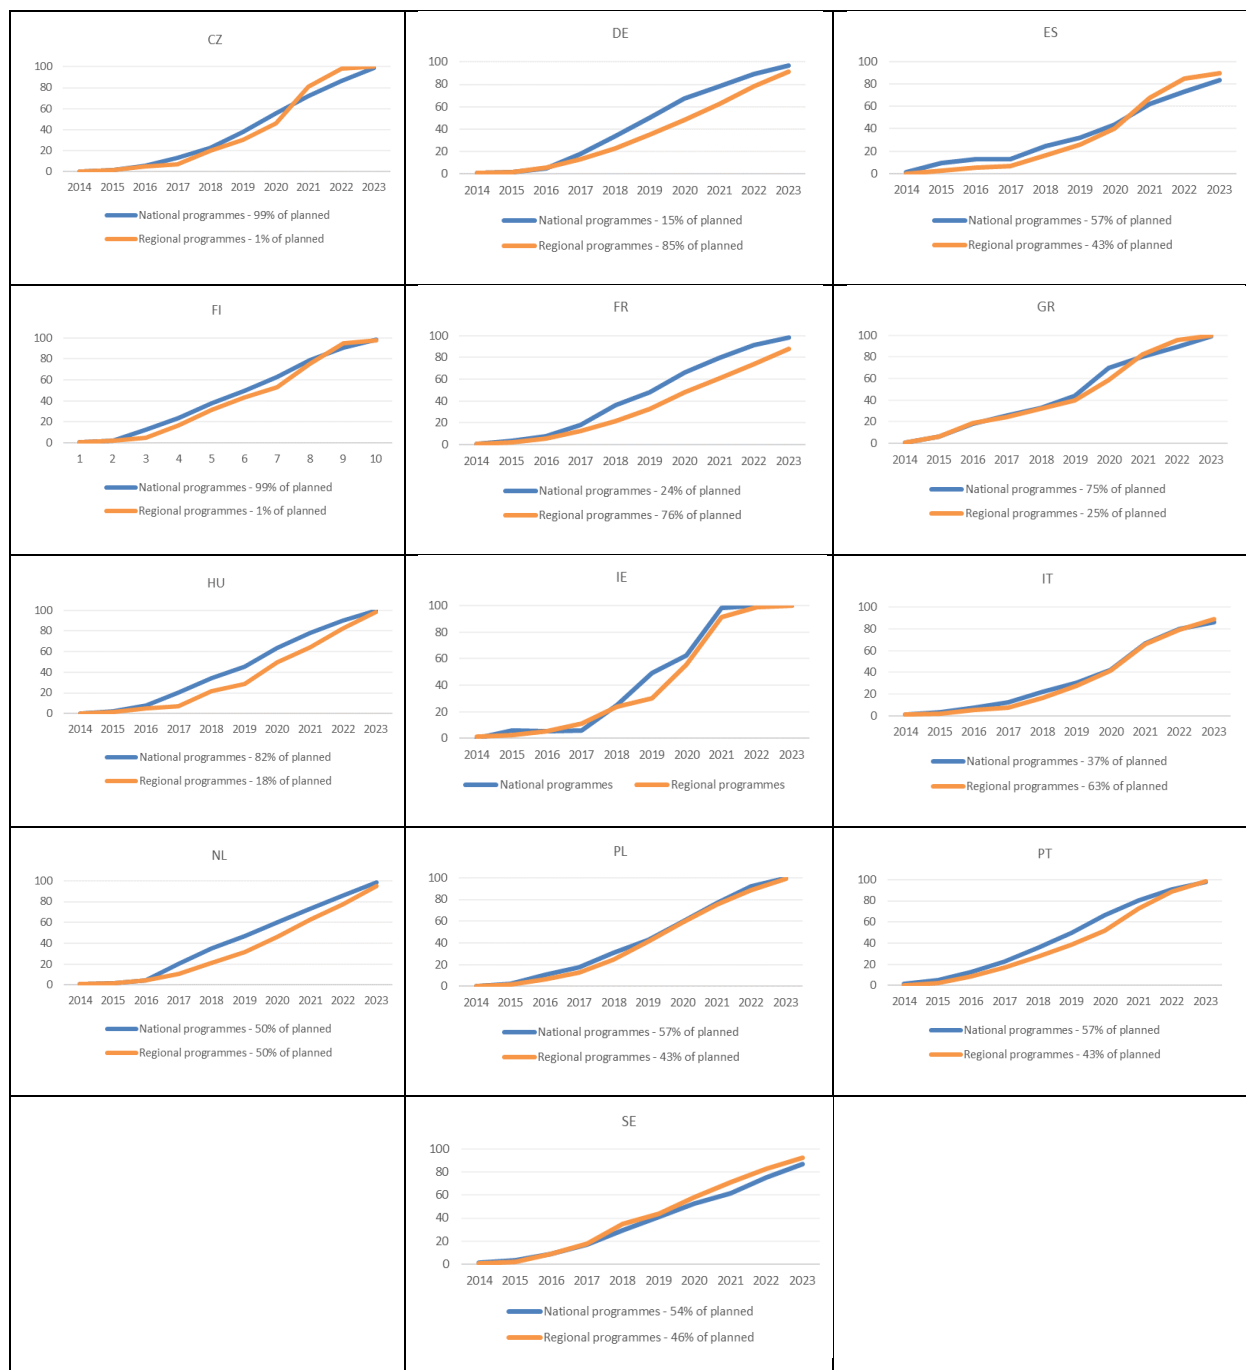 CZ
100
80
60
40
20
0
2014 2015 2016 2017 2018 2019 2020 2021 2022 2023
National programmes - 99% of planned
Regional programmes - 1% of planned
DE
100
80
60
40
20
0
2014 2015 2016 2017 2018 2019 2020 2021 2022 2023
National programmes - 15% of planned
Regional programmes - 85% of planned
ES
100
80
60
40
20
0
2014 2015 2016 2017 2018 2019 2020 2021 2022 2023
National programmes - 57% of planned
Regional programmes - 43% of planned
FI
100
80
60
40
20
0
1 2 3 4 5 6 7 8 9 10
National programmes - 99% of planned
Regional programmes - 1% of planned
FR
100
80
60
40
20
0
2014 2015 2016 2017 2018 2019 2020 2021 2022 2023
National programmes - 24% of planned
Regional programmes - 76% of planned
GR
100
80
60
40
20
0
2014 2015 2016 2017 2018 2019 2020 2021 2022 2023
National programmes - 75% of planned
Regional programmes - 25% of planned
HU
100
80
60
40
20
0
2014 2015 2016 2017 2018 2019 2020 2021 2022 2023
National programmes - 82% of planned
Regional programmes - 18% of planned
IE
100
80
60
40
20
0
2014 2015 2016 2017 2018 2019 2020 2021 2022 2023
National programmes Regional programmes
IT
100
80
60
40
20
0
2014 2015 2016 2017 2018 2019 2020 2021 2022 2023
National programmes - 37% of planned
Regional programmes - 63% of planned
NL
100
80
60
40
20
0
2014 2015 2016 2017 2018 2019 2020 2021 2022 2023
National programmes - 50% of planned
Regional programmes - 50% of planned
PL
100
80
60
40
20
0
2014 2015 2016 2017 2018 2019 2020 2021 2022 2023
National programmes - 57% of planned
Regional programmes - 43% of planned
PT
100
80
60
40
20
0
2014 2015 2016 2017 2018 2019 2020 2021 2022 2023
National programmes - 57% of planned
Regional programmes - 43% of planned
SE
100
80
60
40
20
0
2014 2015 2016 2017 2018 2019 2020 2021 2022 2023
National programmes - 54% of planned
Regional programmes - 46% of planned